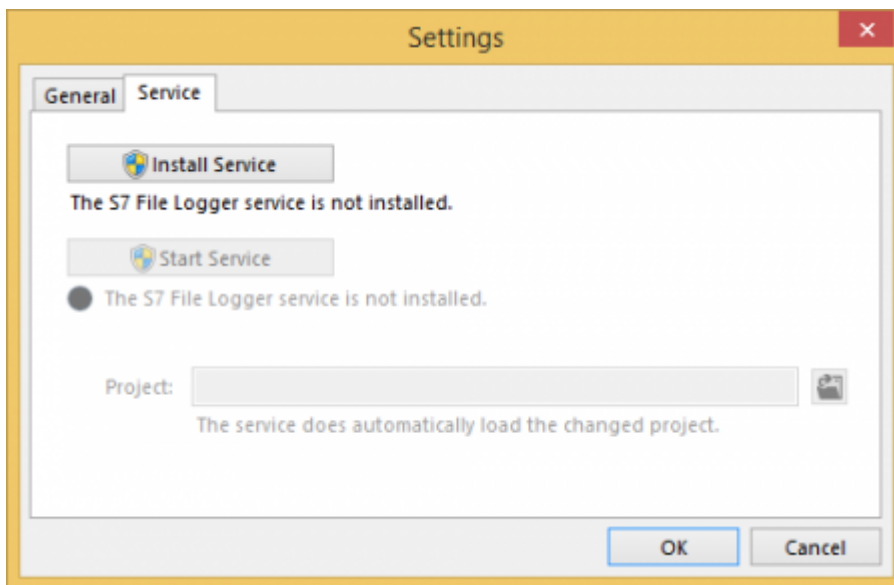 Settings
General Service
Install Service
The S7 File Logger service is not installed.
Start Service
The S7 File Logger service is not installed.
Project:
The service does automatically load the changed project.
OK Cancel